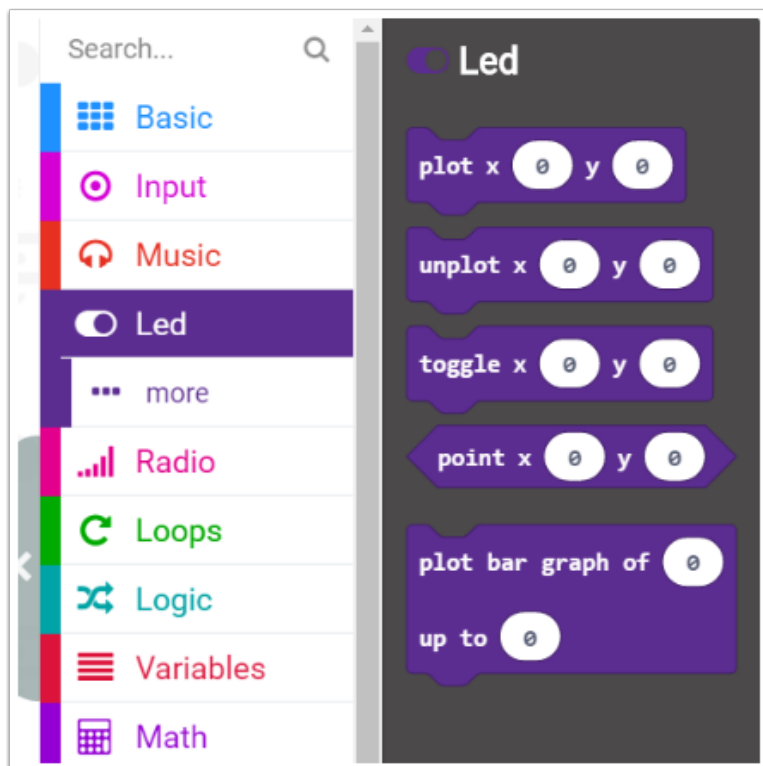 Search...
Basic
Input
Music
Led
more
Radio
Loops
Logic
Variables
Math
Led
plot x 0 y 0
unplot x 0 y 0
toggle x 0 y 0
point x 0 y 0
plot bar graph of 0
up to 0